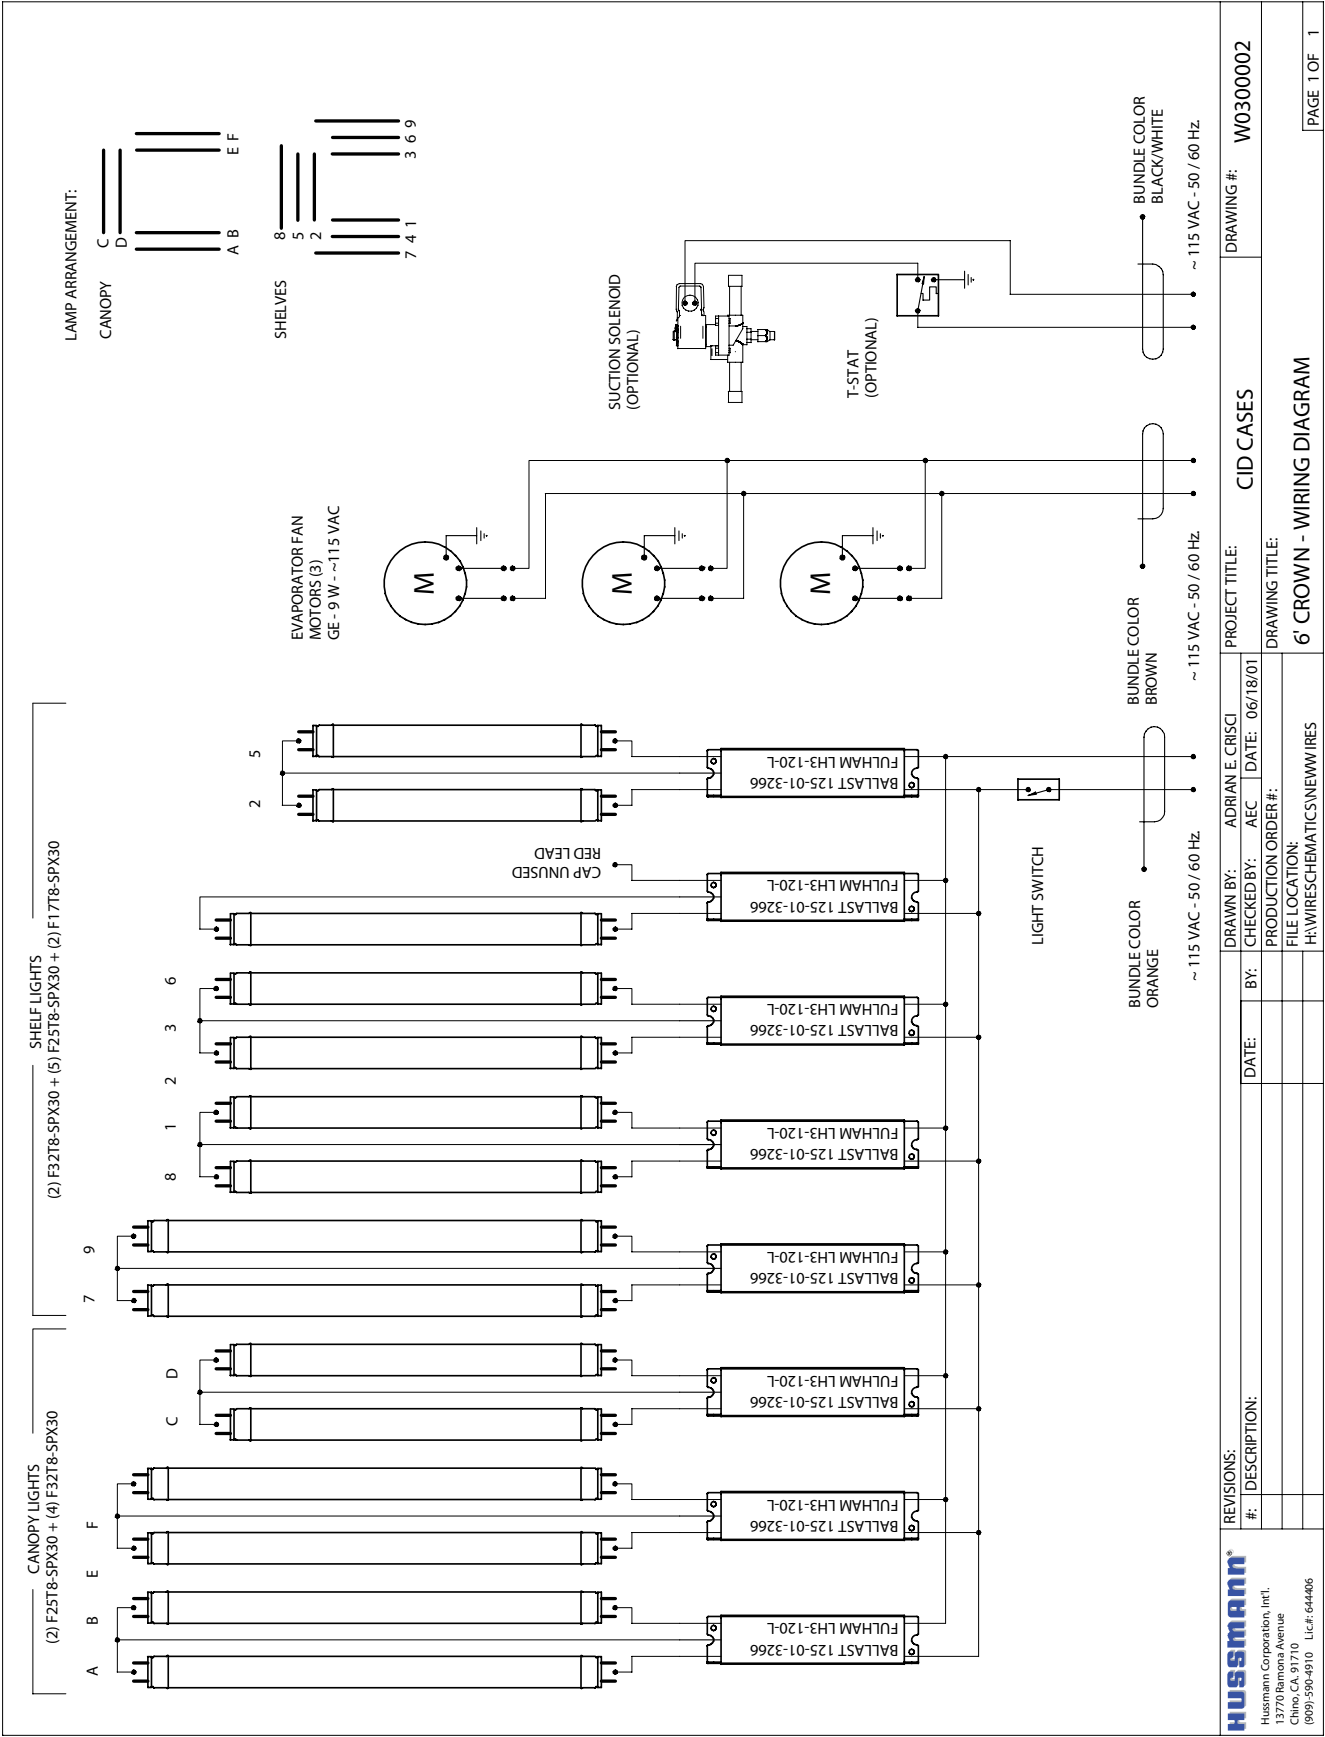 CANOPY LIGHTS
(2) F25T8-SPX30 + (4) F32T8-SPX30
A
B
E
F
C
D
SHELF LIGHTS
(2) F32T8-SPX30 + (5) F25T8-SPX30 + (2) F17T8-SPX30
7
9
8
1
2
3
6
2
5
CAP UNUSED
RED LEAD
BALLAST 125-01-3266
FULHAM LH3-120-L
BALLAST 125-01-3266
FULHAM LH3-120-L
BALLAST 125-01-3266
FULHAM LH3-120-L
BALLAST 125-01-3266
FULHAM LH3-120-L
BALLAST 125-01-3266
FULHAM LH3-120-L
BALLAST 125-01-3266
FULHAM LH3-120-L
BALLAST 125-01-3266
FULHAM LH3-120-L
BALLAST 125-01-3266
FULHAM LH3-120-L
LIGHT SWITCH
BUNDLE COLOR
ORANGE
~ 115 VAC - 50 / 60 Hz.
EVAPORATOR FAN
MOTORS (3)
GE - 9 W - ~115 VAC
M
M
M
BUNDLE COLOR
BROWN
~ 115 VAC - 50 / 60 Hz.
LAMP ARRANGEMENT:
CANOPY
C
D
A B
E F
SHELVES
8
5
2
7 4 1
3 6 9
SUCTION SOLENOID
(OPTIONAL)
T-STAT
(OPTIONAL)
BUNDLE COLOR
BLACK/WHITE
~ 115 VAC - 50 / 60 Hz.
HUSSMANN®
Hussmann Corporation, Int'l.
13770 Ramona Avenue
Chino, CA. 91710
(909)-590-4910 Lic.#: 644406
REVISIONS:
#: DESCRIPTION:
DATE:
BY:
DRAWN BY: ADRIAN E. CRISCI
CHECKED BY: AEC DATE: 06/18/01
PRODUCTION ORDER #:
FILE LOCATION:
H:\WIRESCHEMATICS\NEWWIRES
PROJECT TITLE:
CID CASES
DRAWING TITLE:
6' CROWN - WIRING DIAGRAM
DRAWING #:
W0300002
PAGE 1 OF 1